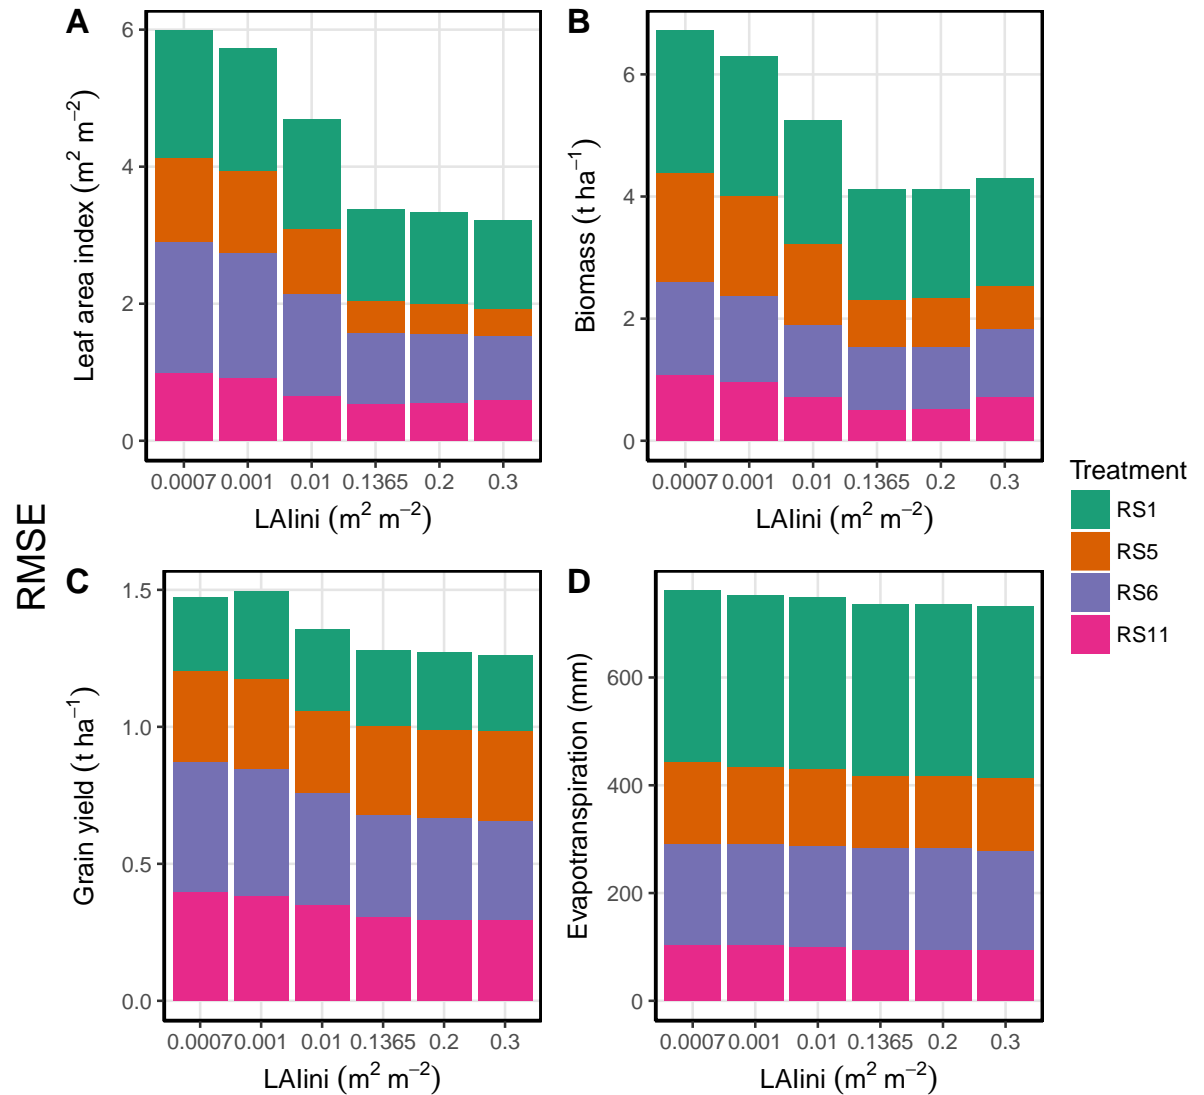 RMSE
A
Leaf area index (m² m⁻²)
6
4
2
0
0.0007 0.001 0.01 0.1365 0.2 0.3
LAIini (m² m⁻²)
B
Biomass (t ha⁻¹)
6
4
2
0
0.0007 0.001 0.01 0.1365 0.2 0.3
LAIini (m² m⁻²)
C
Grain yield (t ha⁻¹)
1.5
1.0
0.5
0.0
0.0007 0.001 0.01 0.1365 0.2 0.3
LAIini (m² m⁻²)
D
Evapotranspiration (mm)
600
400
200
0
0.0007 0.001 0.01 0.1365 0.2 0.3
LAIini (m² m⁻²)
Treatment
RS1
RS5
RS6
RS11